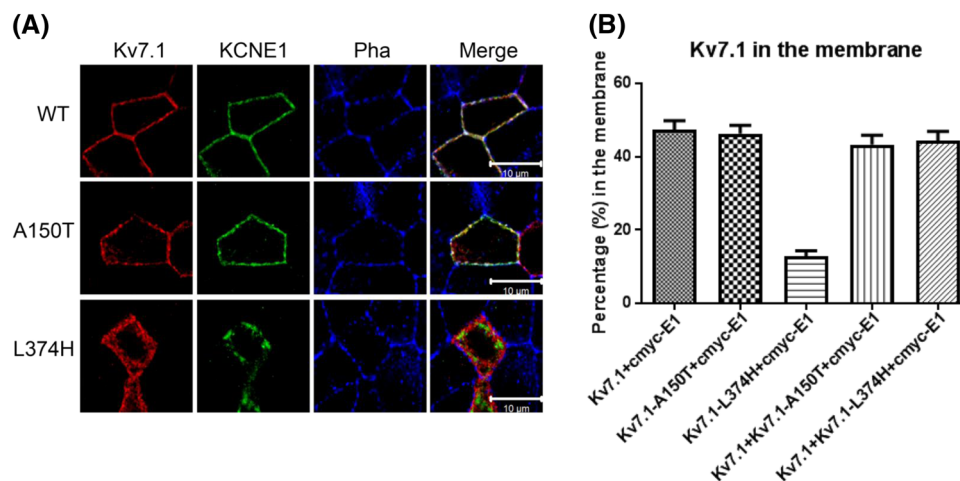 (A)
Kv7.1 KCNE1 Pha Merge
WT
10 µm
A150T
10 µm
L374H
10 µm
(B)
Kv7.1 in the membrane
Percentage (%) in the membrane
60
40
20
0
Kv7.1+cmyc-E1
Kv7.1-A150T+cmyc-E1
Kv7.1-L374H+cmyc-E1
Kv7.1+Kv7.1-A150T+cmyc-E1
Kv7.1+Kv7.1-L374H+cmyc-E1